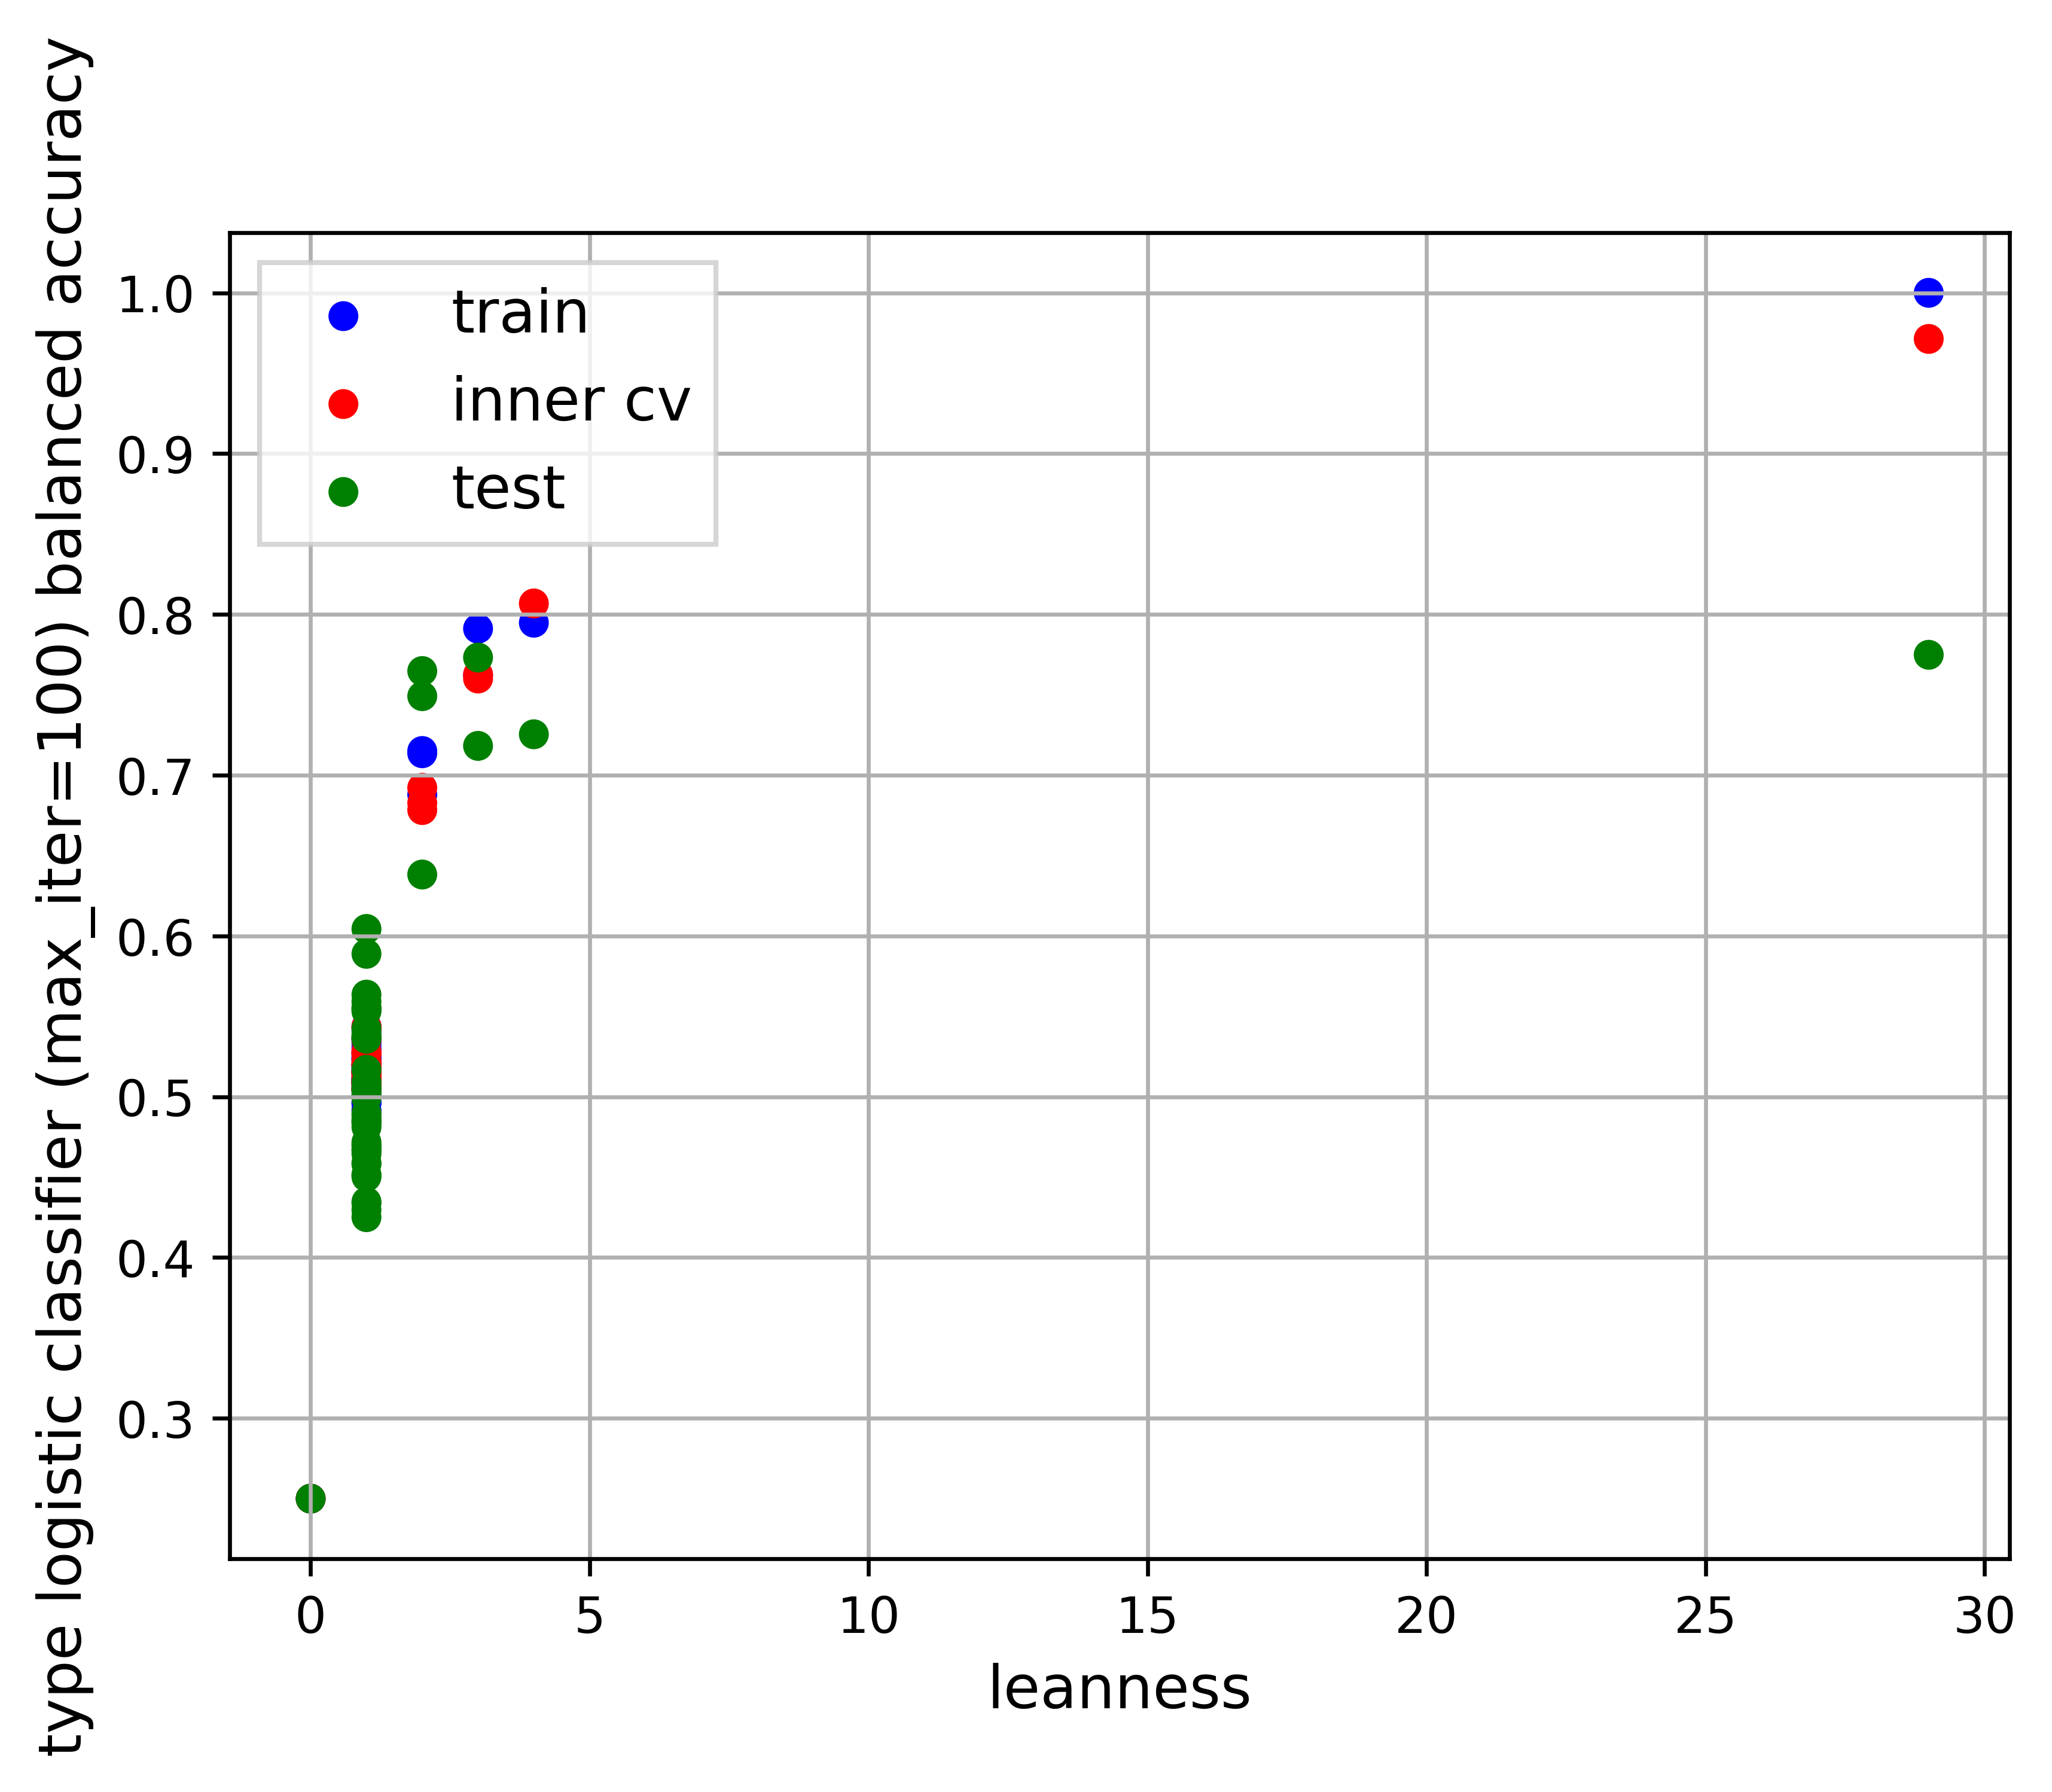 type logistic classifier (max_iter=100) balanced accuracy
1.0
0.9
0.8
0.7
0.6
0.5
0.4
0.3
train
inner cv
test
0 5 10 15 20 25 30
leanness